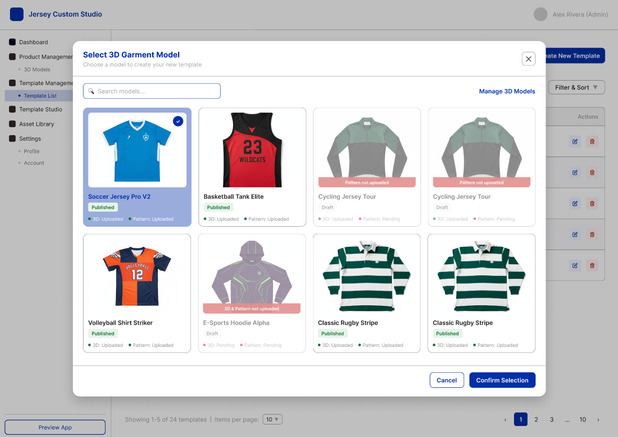 Jersey Custom Studio
Alex Rivera (Admin)
Dashboard
Product Managemen
3D Models
Template Manageme
Template List
Template Studio
Asset Library
Settings
Profile
Account
Preview App
eate New Template
Filter & Sort
Actions
Select 3D Garment Model
Choose a model to create your new template
Search models...
Manage 3D Models
Soccer Jersey Pro V2
Published
3D: Uploaded Pattern: Uploaded
23
WILDCATS
Basketball Tank Elite
Published
3D: Uploaded Pattern: Uploaded
Pattern not uploaded
Cycling Jersey Tour
Draft
3D: Uploaded Pattern: Pending
Pattern not uploaded
Cycling Jersey Tour
Draft
3D: Uploaded Pattern: Pending
VOLLEYBALL
12
Volleyball Shirt Striker
Published
3D: Uploaded Pattern: Uploaded
3D & Pattern not uploaded
E-Sports Hoodie Alpha
Draft
3D: Pending Pattern: Pending
Classic Rugby Stripe
Published
3D: Uploaded Pattern: Uploaded
Classic Rugby Stripe
Published
3D: Uploaded Pattern: Uploaded
Cancel
Confirm Selection
Showing 1-5 of 24 templates | Items per page: 10
1 2 3 ... 10